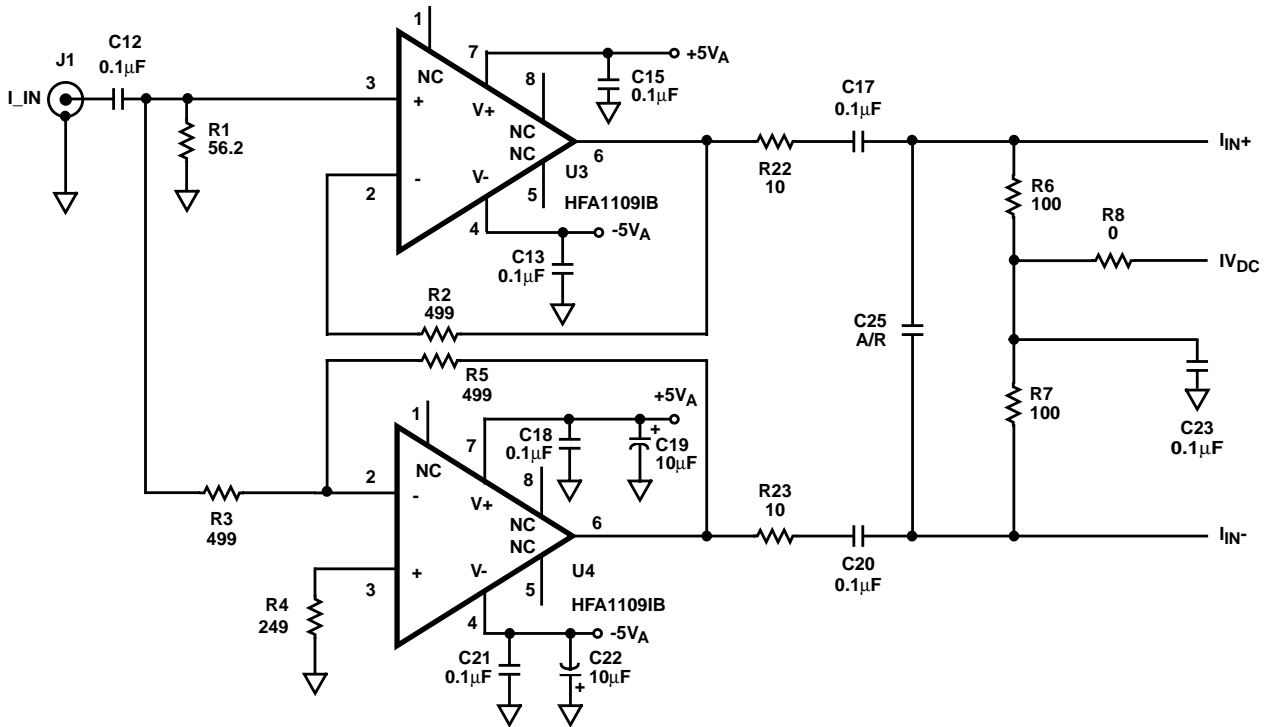 J1
I_IN
C12
0.1μF
R1
56.2
1
NC
3
+
2
-
7
V+
+5VA
C15
0.1μF
8
NC
NC
6
5
U3
HFA1109IB
V-
4
-5VA
C13
0.1μF
R2
499
R5
499
R22
10
C17
0.1μF
IIN+
R6
100
R8
0
IVDC
C25
A/R
R7
100
C23
0.1μF
R3
499
1
NC
2
-
+
3
R4
249
7
V+
+5VA
C18
0.1μF
+
C19
10μF
8
NC
NC
6
5
U4
HFA1109IB
V-
4
-5VA
C21
0.1μF
C22
10μF
+
R23
10
C20
0.1μF
IIN-